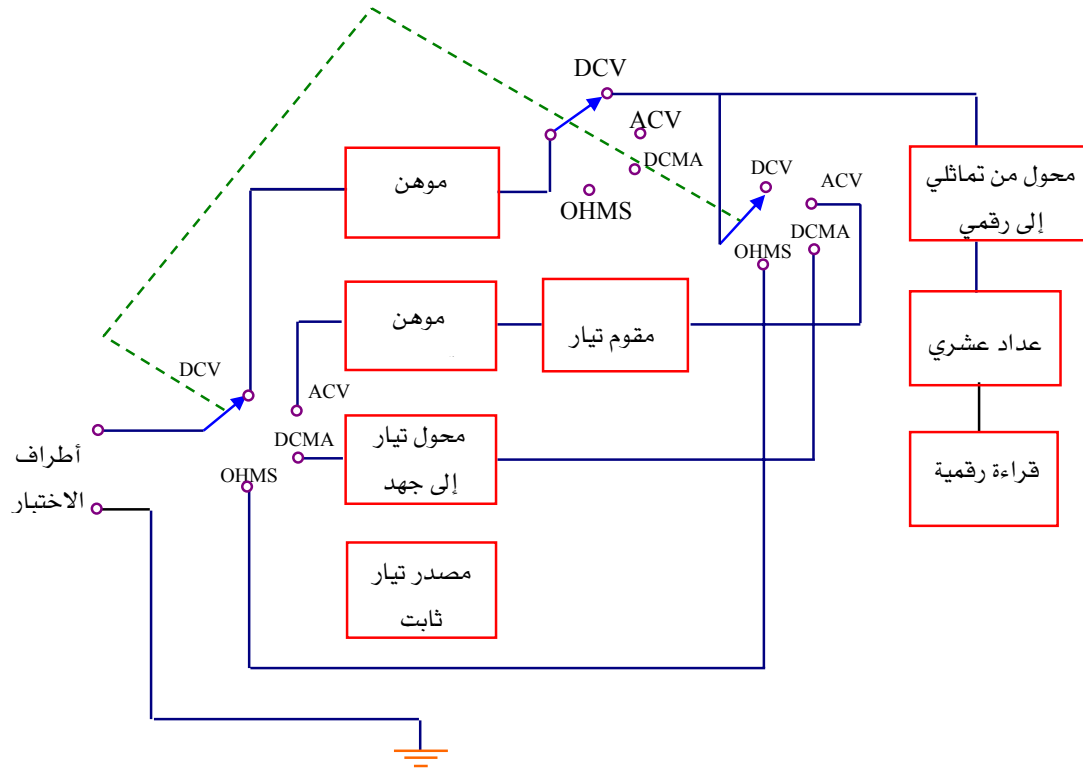 DCV
ACV
DCMA
OHMS
DCV
ACV
DCMA
OHMS
موهن
محول من تماثلي
إلى رقمي
موهن
مقوم تيار
عداد عشري
DCV
ACV
DCMA
OHMS
أطراف
الاختبار
محول تيار
إلى جهد
قراءة رقمية
مصدر تيار
ثابت